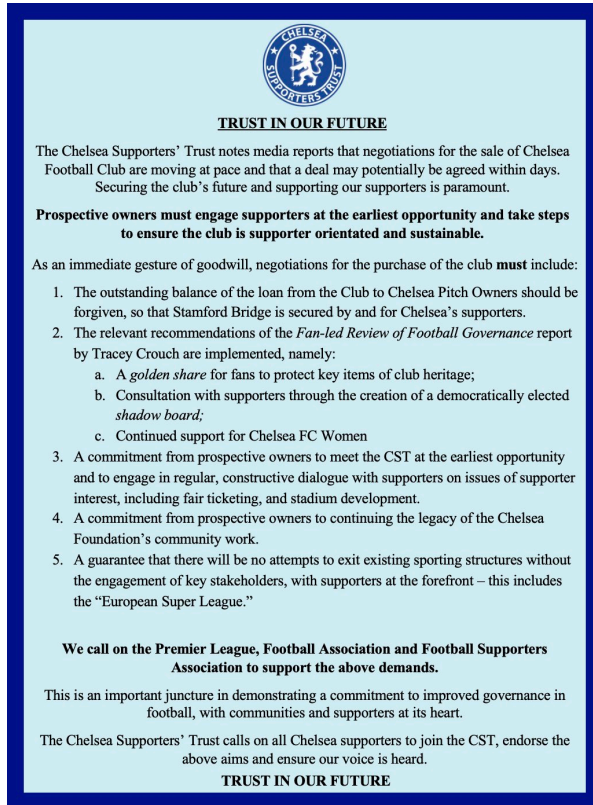 CHELSEA
SUPPORTERS TRUST
TRUST IN OUR FUTURE
The Chelsea Supporters' Trust notes media reports that negotiations for the sale of Chelsea
Football Club are moving at pace and that a deal may potentially be agreed within days.
Securing the club's future and supporting our supporters is paramount.
Prospective owners must engage supporters at the earliest opportunity and take steps
to ensure the club is supporter orientated and sustainable.
As an immediate gesture of goodwill, negotiations for the purchase of the club must include:
1. The outstanding balance of the loan from the Club to Chelsea Pitch Owners should be
forgiven, so that Stamford Bridge is secured by and for Chelsea's supporters.
2. The relevant recommendations of the Fan-led Review of Football Governance report
by Tracey Crouch are implemented, namely:
a. A golden share for fans to protect key items of club heritage;
b. Consultation with supporters through the creation of a democratically elected
shadow board;
c. Continued support for Chelsea FC Women
3. A commitment from prospective owners to meet the CST at the earliest opportunity
and to engage in regular, constructive dialogue with supporters on issues of supporter
interest, including fair ticketing, and stadium development.
4. A commitment from prospective owners to continuing the legacy of the Chelsea
Foundation's community work.
5. A guarantee that there will be no attempts to exit existing sporting structures without
the engagement of key stakeholders, with supporters at the forefront – this includes
the “European Super League.”
We call on the Premier League, Football Association and Football Supporters
Association to support the above demands.
This is an important juncture in demonstrating a commitment to improved governance in
football, with communities and supporters at its heart.
The Chelsea Supporters' Trust calls on all Chelsea supporters to join the CST, endorse the
above aims and ensure our voice is heard.
TRUST IN OUR FUTURE